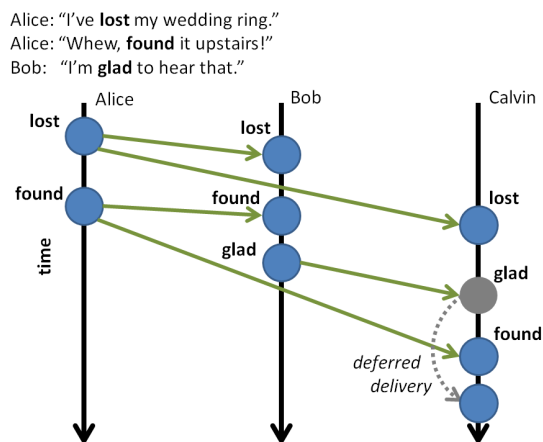 Alice: “I’ve lost my wedding ring.”
Alice: “Whew, found it upstairs!”
Bob: “I’m glad to hear that.”
Alice
Bob
Calvin
lost
lost
found
found
lost
glad
glad
time
found
deferred
delivery